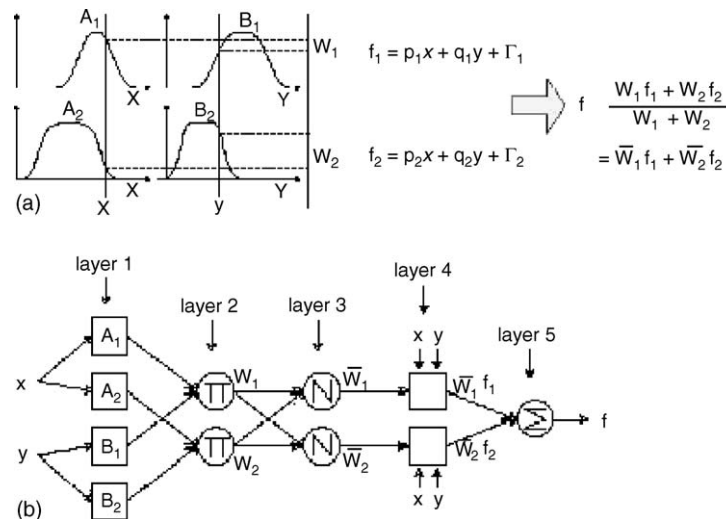 A₁ B₁
W₁ f₁ = p₁x + q₁y + Γ₁
X Y
A₂ B₂
f W₁ f₁ + W₂ f₂
W₁ + W₂
W₂ f₂ = p₂x + q₂y + Γ₂ = W̅₁ f₁ + W̅₂ f₂
X Y
(a) X y
layer 1
layer 2 layer 3 layer 4
layer 5
A₁ x y
x A₂ Π W₁ N W̅₁ W̅₁ f₁
Σ f
y B₁ Π W₂ N W̅₂ W̅₂ f₂
B₂ x y
(b)